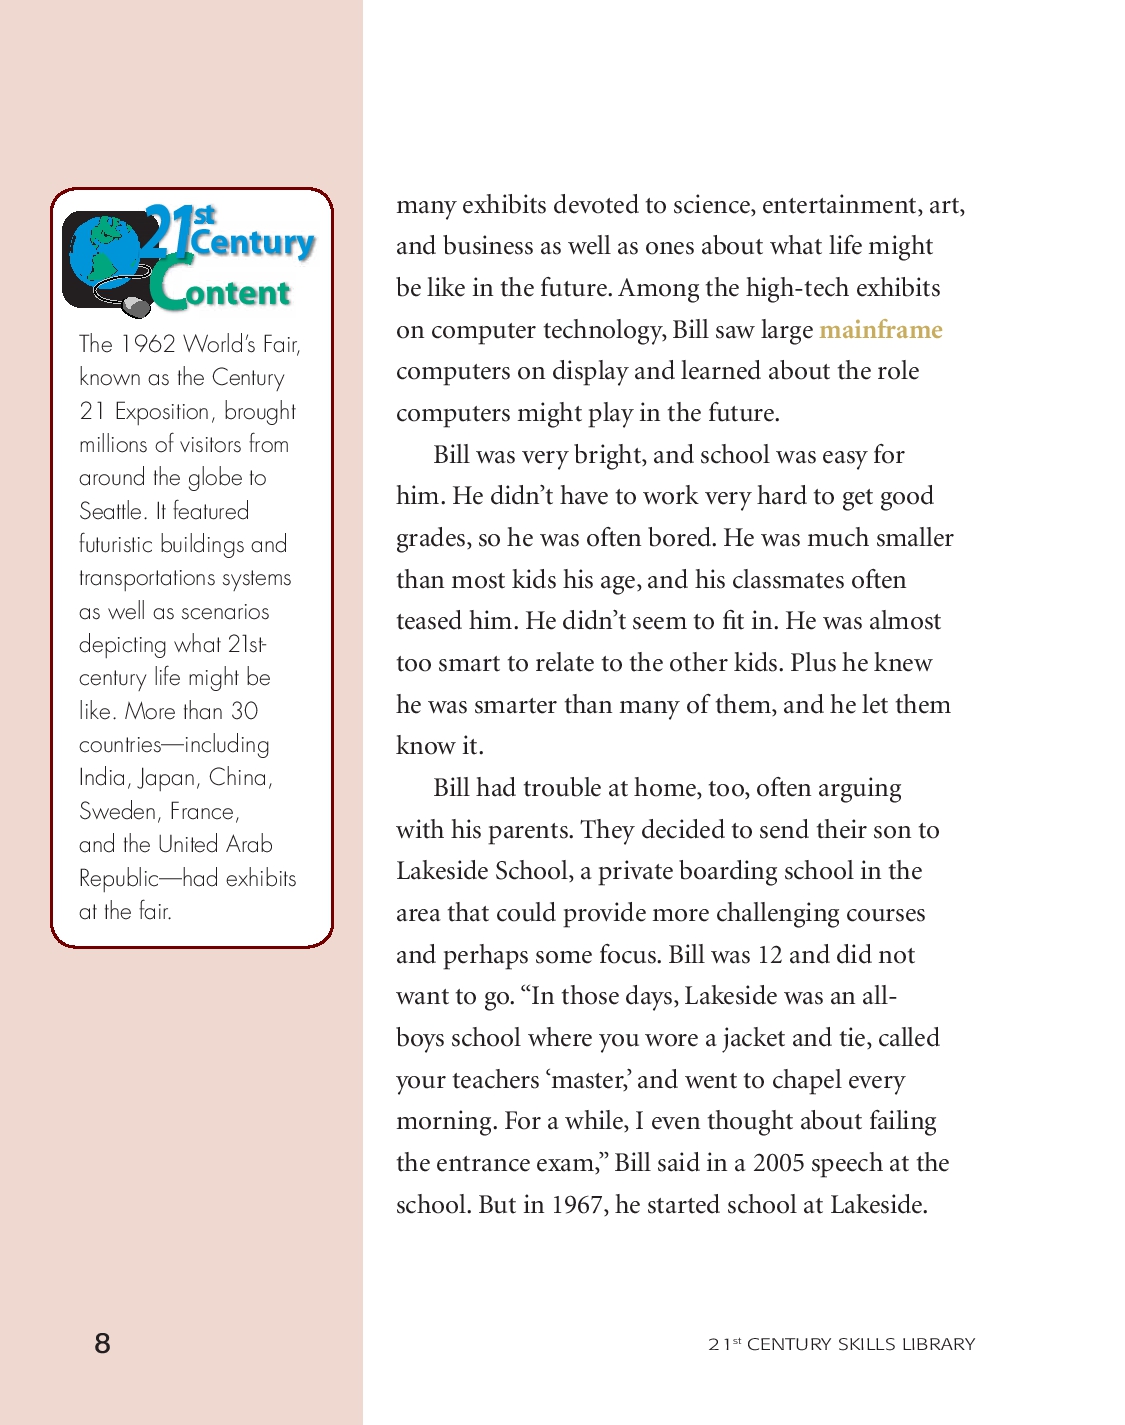 21st
Century
Content
The 1962 World’s Fair,
known as the Century
21 Exposition, brought
millions of visitors from
around the globe to
Seattle. It featured
futuristic buildings and
transportations systems
as well as scenarios
depicting what 21st-
century life might be
like. More than 30
countries—including
India, Japan, China,
Sweden, France,
and the United Arab
Republic—had exhibits
at the fair.
many exhibits devoted to science, entertainment, art,
and business as well as ones about what life might
be like in the future. Among the high-tech exhibits
on computer technology, Bill saw large mainframe
computers on display and learned about the role
computers might play in the future.
Bill was very bright, and school was easy for
him. He didn’t have to work very hard to get good
grades, so he was often bored. He was much smaller
than most kids his age, and his classmates often
teased him. He didn’t seem to fit in. He was almost
too smart to relate to the other kids. Plus he knew
he was smarter than many of them, and he let them
know it.
Bill had trouble at home, too, often arguing
with his parents. They decided to send their son to
Lakeside School, a private boarding school in the
area that could provide more challenging courses
and perhaps some focus. Bill was 12 and did not
want to go. “In those days, Lakeside was an all-
boys school where you wore a jacket and tie, called
your teachers ‘master,’ and went to chapel every
morning. For a while, I even thought about failing
the entrance exam,” Bill said in a 2005 speech at the
school. But in 1967, he started school at Lakeside.
8
21st CENTURY SKILLS LIBRARY